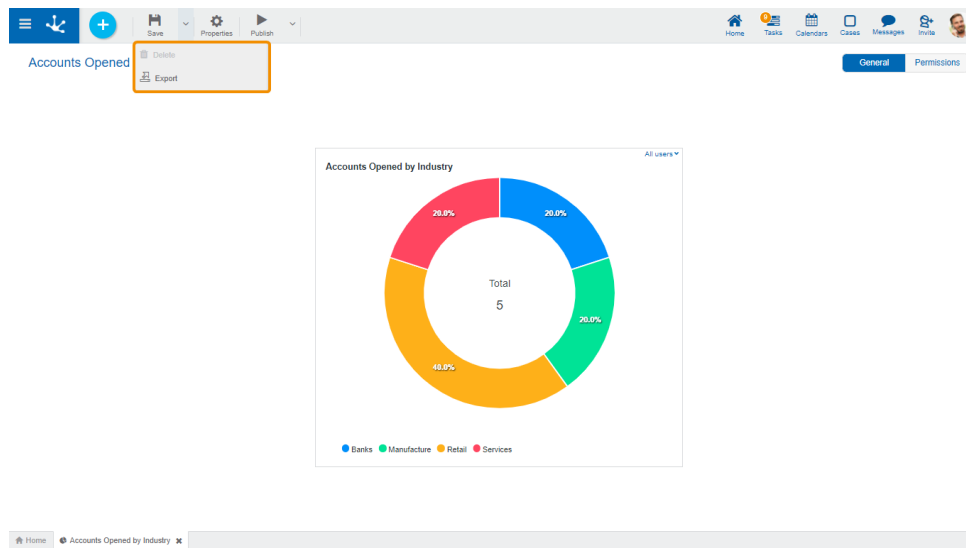 9
Save Properties Publish Home Tasks Calendars Cases Messages Invite
Delete
Accounts Opened General Permissions
Export
All users
Accounts Opened by Industry
20.0% 20.0%
Total
5
20.0%
40.0%
Banks Manufacture Retail Services
Home Accounts Opened by Industry